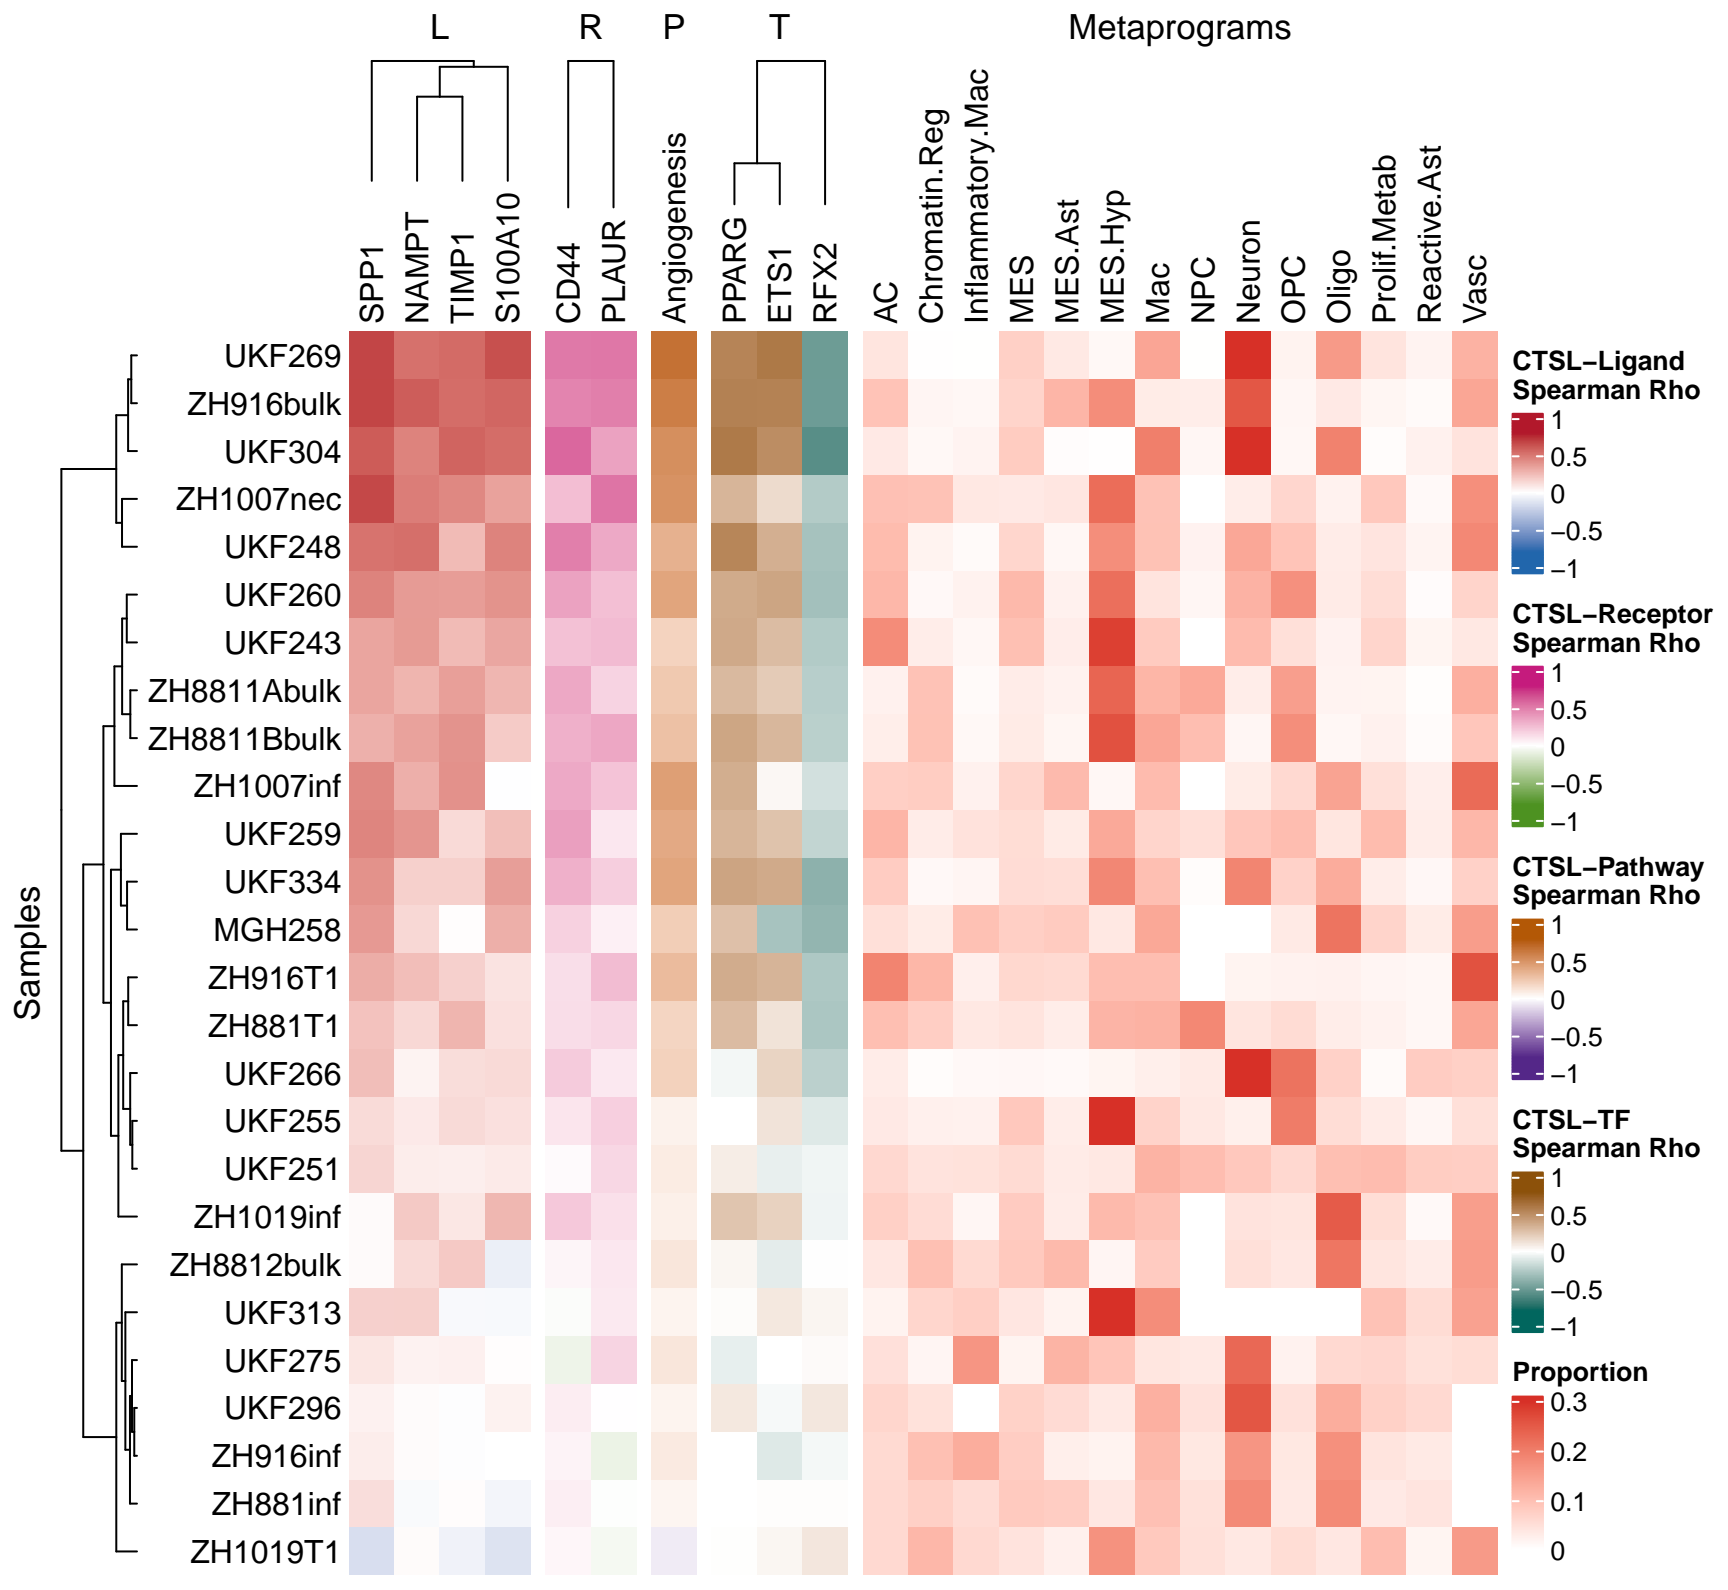 L R P T Metaprograms
SPP1
NAMPT
TIMP1
S100A10
CD44
PLAUR
Angiogenesis
PPARG
ETS1
RFX2
AC
Chromatin.Reg
Inflammatory.Mac
MES
MES.Ast
MES.Hyp
Mac
NPC
Neuron
OPC
Oligo
Prolif.Metab
Reactive.Ast
Vasc
Samples
UKF269
ZH916bulk
UKF304
ZH1007nec
UKF248
UKF260
UKF243
ZH8811Abulk
ZH8811Bbulk
ZH1007inf
UKF259
UKF334
MGH258
ZH916T1
ZH881T1
UKF266
UKF255
UKF251
ZH1019inf
ZH8812bulk
UKF313
UKF275
UKF296
ZH916inf
ZH881inf
ZH1019T1
CTSL−Ligand
Spearman Rho
1
0.5
0
−0.5
−1
CTSL−Receptor
Spearman Rho
1
0.5
0
−0.5
−1
CTSL−Pathway
Spearman Rho
1
0.5
0
−0.5
−1
CTSL−TF
Spearman Rho
1
0.5
0
−0.5
−1
Proportion
0.3
0.2
0.1
0